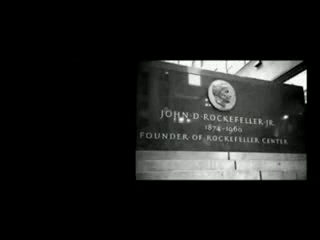 JOHN·D·ROCKEFELLER·JR·
1874–1960
FOUNDER OF ROCKEFELLER CENTER